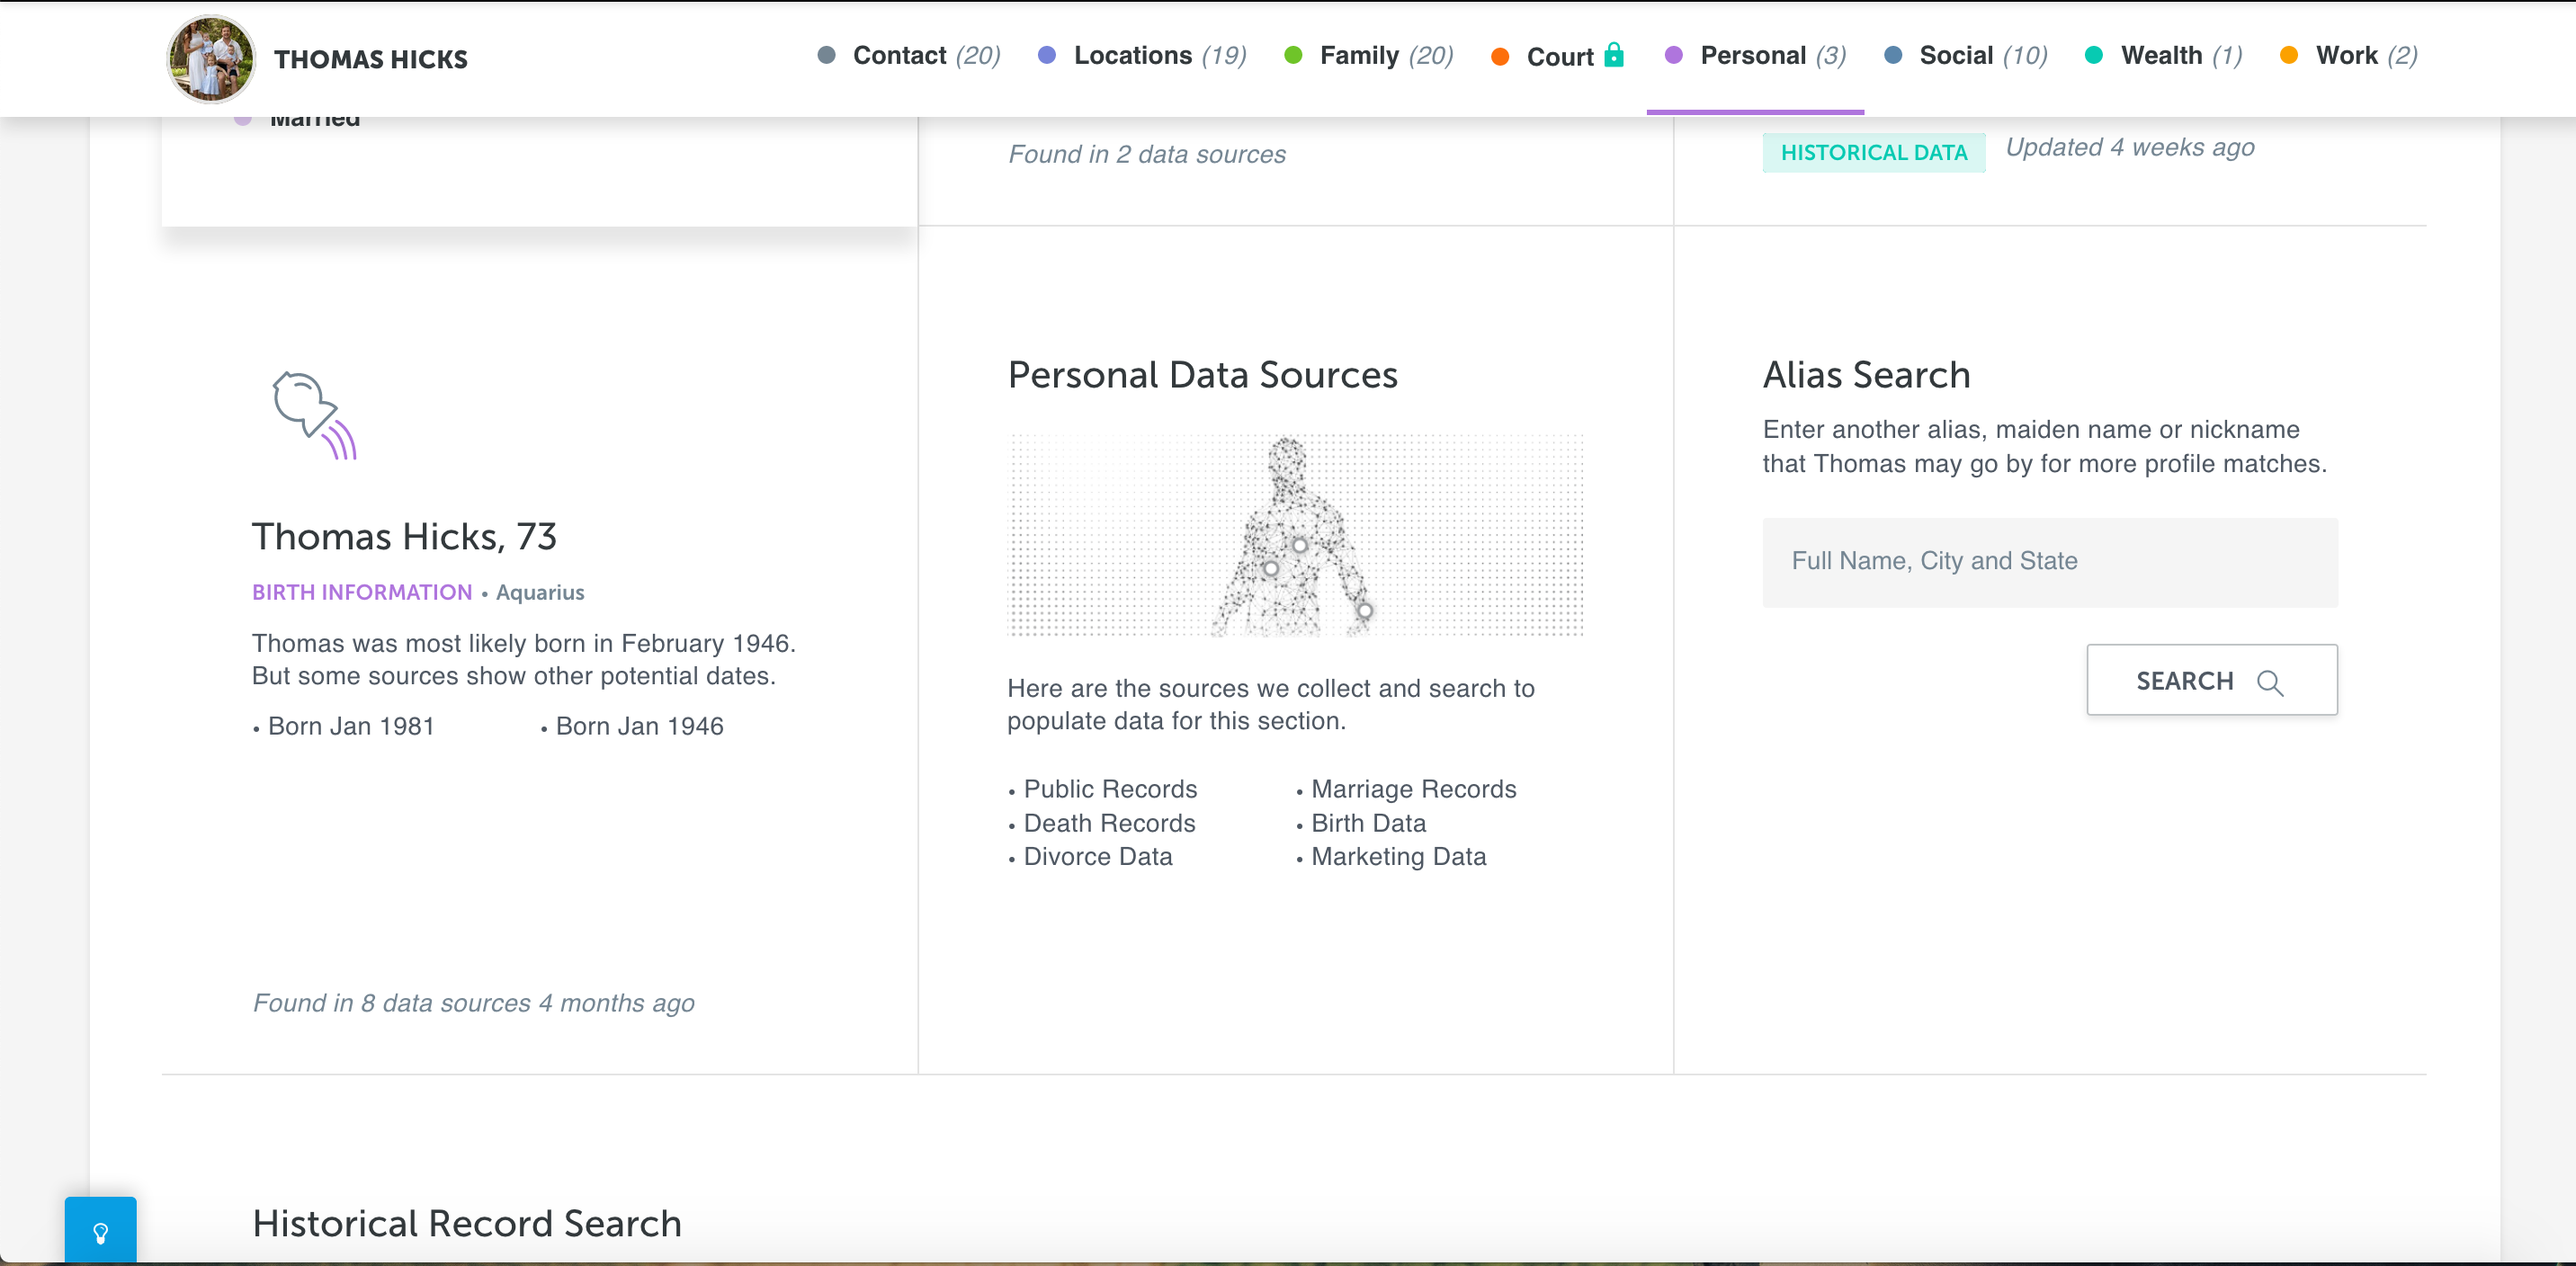 THOMAS HICKS
Contact (20)
Locations (19)
Family (20)
Court
Personal (3)
Social (10)
Wealth (1)
Work (2)
Married
Found in 2 data sources
HISTORICAL DATA
Updated 4 weeks ago
Thomas Hicks, 73
BIRTH INFORMATION • Aquarius
Thomas was most likely born in February 1946.
But some sources show other potential dates.
• Born Jan 1981
• Born Jan 1946
Found in 8 data sources 4 months ago
Personal Data Sources
Here are the sources we collect and search to
populate data for this section.
• Public Records
• Marriage Records
• Death Records
• Birth Data
• Divorce Data
• Marketing Data
Alias Search
Enter another alias, maiden name or nickname
that Thomas may go by for more profile matches.
Full Name, City and State
SEARCH
Historical Record Search